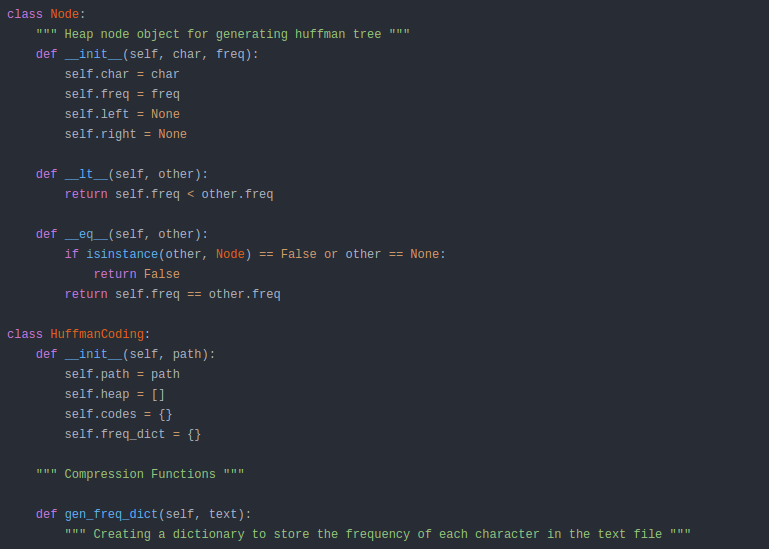 class Node:
    """ Heap node object for generating huffman tree """
    def __init__(self, char, freq):
        self.char = char
        self.freq = freq
        self.left = None
        self.right = None

    def __lt__(self, other):
        return self.freq < other.freq

    def __eq__(self, other):
        if isinstance(other, Node) == False or other == None:
            return False
        return self.freq == other.freq

class HuffmanCoding:
    def __init__(self, path):
        self.path = path
        self.heap = []
        self.codes = {}
        self.freq_dict = {}

    """ Compression Functions """

    def gen_freq_dict(self, text):
        """ Creating a dictionary to store the frequency of each character in the text file """